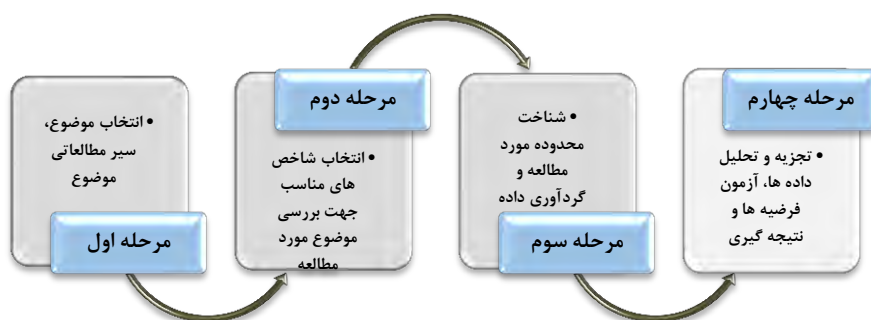 • انتخاب موضوع،
سیر مطالعاتی
موضوع
مرحله اول
مرحله دوم
• انتخاب شاخص
های مناسب
جهت بررسی
موضوع مورد
مطالعه
• شناخت
محدوده مورد
مطالعه و
گردآوری داده
مرحله سوم
مرحله چهارم
• تجزیه و تحلیل
داده ها، آزمون
فرضیه ها و
نتیجه گیری